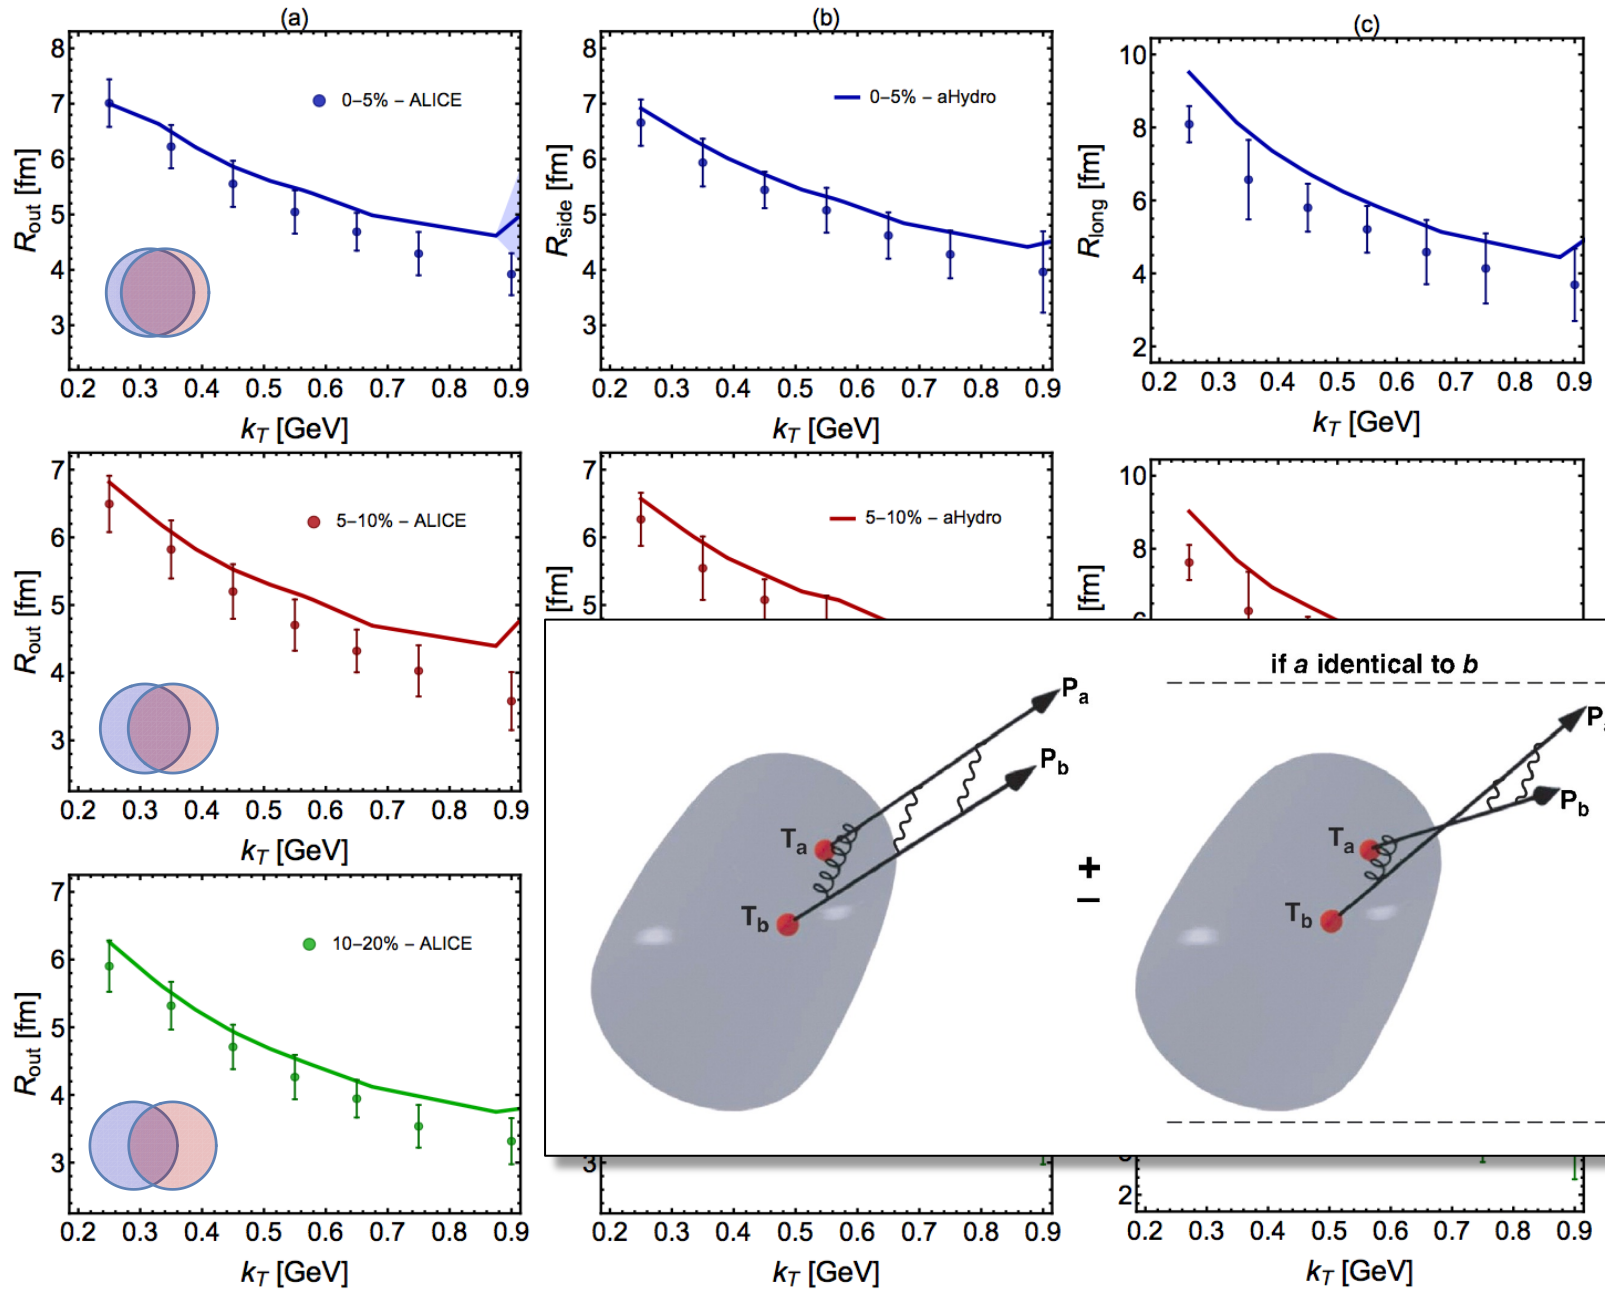 (a)
(b)
(c)
8
7
6
5
4
3
R_out [fm]
0–5% – ALICE
0.2 0.3 0.4 0.5 0.6 0.7 0.8 0.9
k_T [GeV]
8
7
6
5
4
3
R_side [fm]
0–5% – aHydro
0.2 0.3 0.4 0.5 0.6 0.7 0.8 0.9
k_T [GeV]
10
8
6
4
2
R_long [fm]
0.2 0.3 0.4 0.5 0.6 0.7 0.8 0.9
k_T [GeV]
7
6
5
4
3
R_out [fm]
5–10% – ALICE
0.2 0.3 0.4 0.5 0.6 0.7 0.8 0.9
k_T [GeV]
7
6
5
[fm]
5–10% – aHydro
10
8
[fm]
if a identical to b
P_a
P_b
T_a
T_b
+
−
P_b
T_a
T_b
7
6
5
4
3
R_out [fm]
10–20% – ALICE
0.2 0.3 0.4 0.5 0.6 0.7 0.8 0.9
k_T [GeV]
3
0.2 0.3 0.4 0.5 0.6 0.7 0.8 0.9
k_T [GeV]
2
0.2 0.3 0.4 0.5 0.6 0.7 0.8 0.9
k_T [GeV]